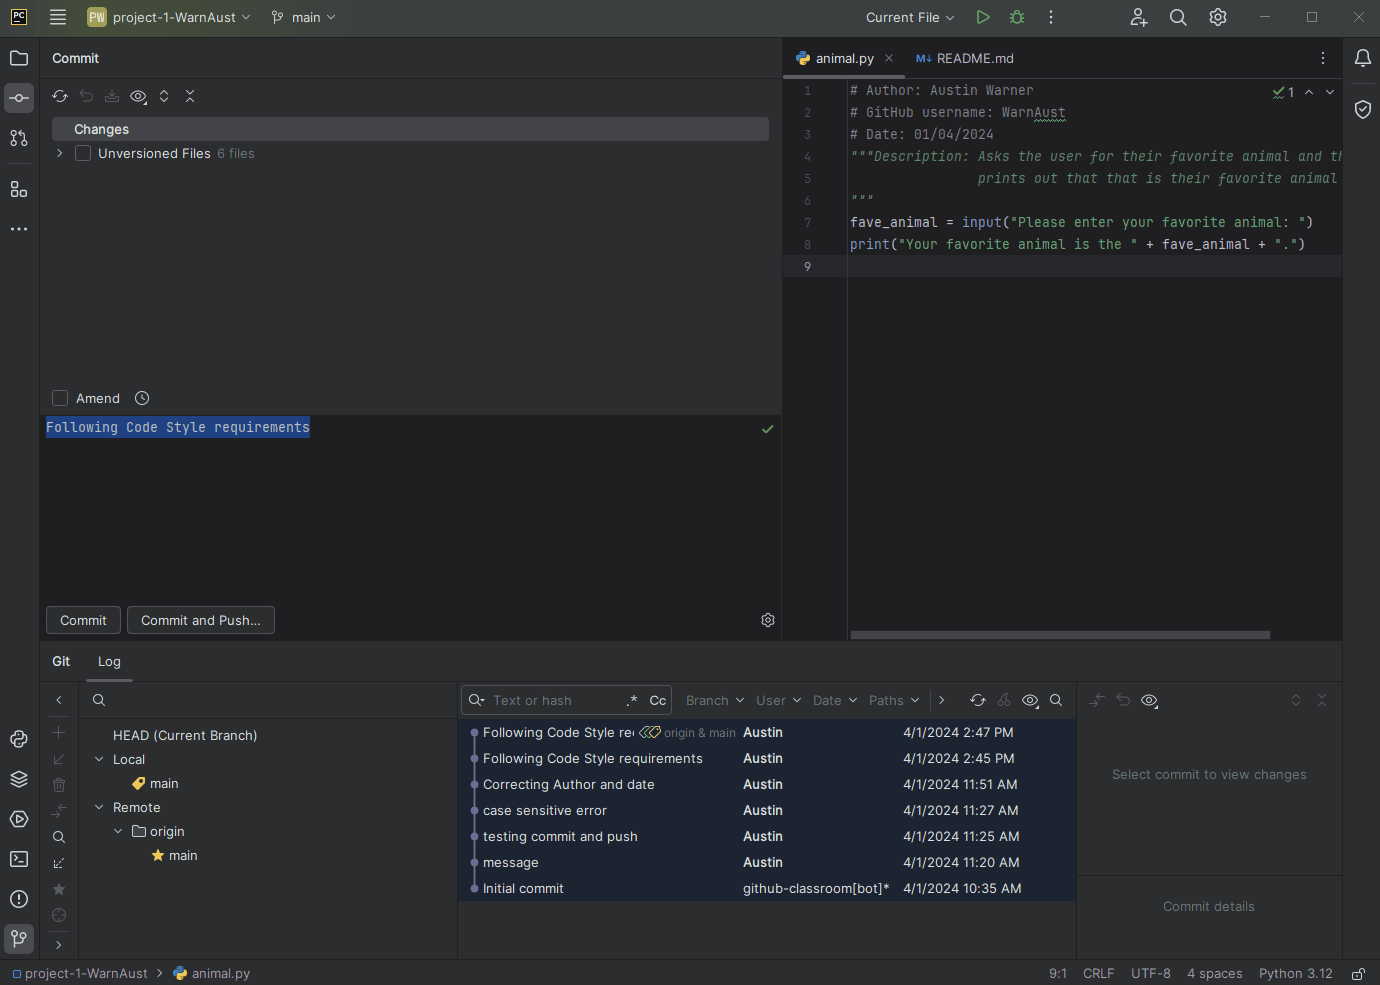 PC PW project-1-WarnAust main Current File
Commit
Changes
Unversioned Files 6 files
Amend
Following Code Style requirements
Commit Commit and Push...
animal.py README.md
1 # Author: Austin Warner 1
2 # GitHub username: WarnAust
3 # Date: 01/04/2024
4 """Description: Asks the user for their favorite animal and th
5 prints out that that is their favorite animal
6 """
7 fave_animal = input("Please enter your favorite animal: ")
8 print("Your favorite animal is the " + fave_animal + ".")
9
Git Log
HEAD (Current Branch)
Local
main
Remote
origin
main
Text or hash .* Cc Branch User Date Paths
Following Code Style re origin & main Austin 4/1/2024 2:47 PM
Following Code Style requirements Austin 4/1/2024 2:45 PM
Correcting Author and date Austin 4/1/2024 11:51 AM
case sensitive error Austin 4/1/2024 11:27 AM
testing commit and push Austin 4/1/2024 11:25 AM
message Austin 4/1/2024 11:20 AM
Initial commit github-classroom[bot]* 4/1/2024 10:35 AM
Select commit to view changes
Commit details
project-1-WarnAust > animal.py 9:1 CRLF UTF-8 4 spaces Python 3.12